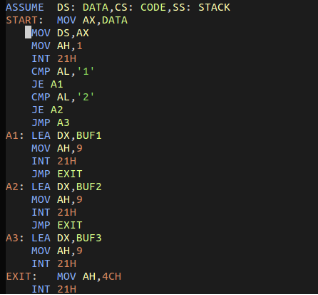 ASSUME  DS: DATA,CS: CODE,SS: STACK
START:  MOV AX,DATA
    MOV DS,AX
    MOV AH,1
    INT 21H
    CMP AL,'1'
    JE A1
    CMP AL,'2'
    JE A2
    JMP A3
A1: LEA DX,BUF1
    MOV AH,9
    INT 21H
    JMP EXIT
A2: LEA DX,BUF2
    MOV AH,9
    INT 21H
    JMP EXIT
A3: LEA DX,BUF3
    MOV AH,9
    INT 21H
EXIT:   MOV AH,4CH
    INT 21H